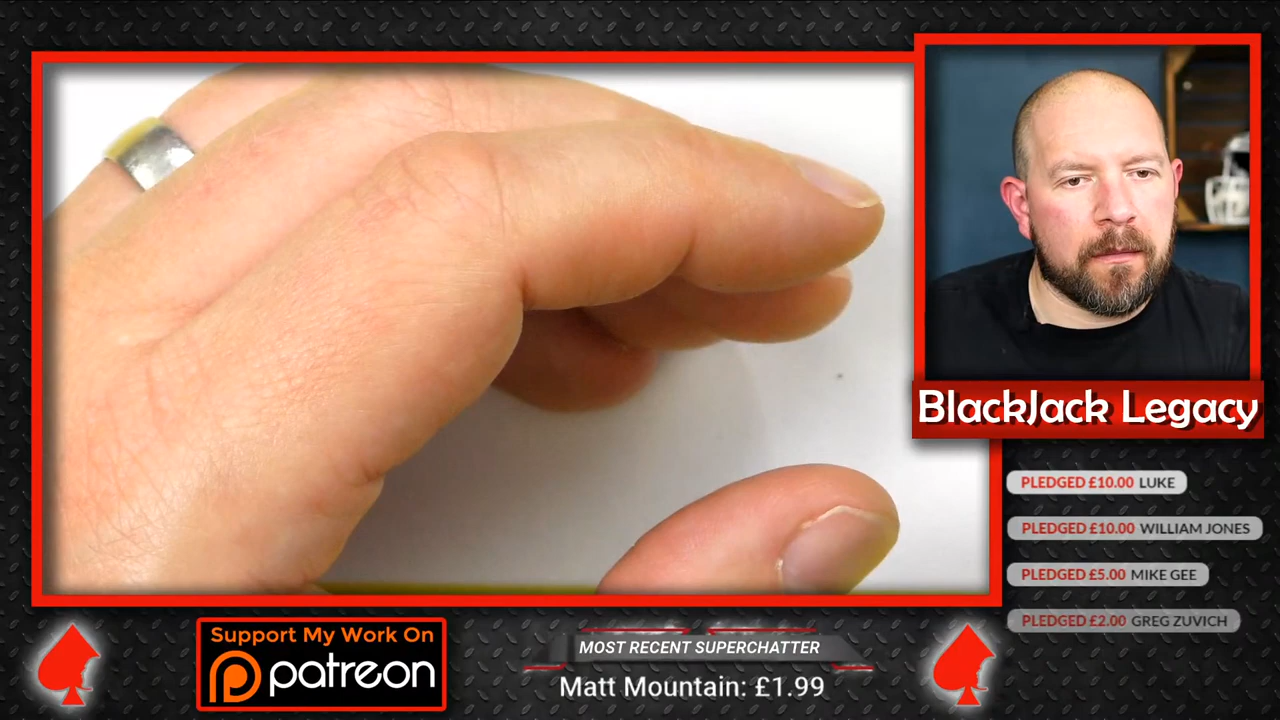 BlackJack Legacy
PLEDGED £10.00 LUKE
PLEDGED £10.00 WILLIAM JONES
PLEDGED £5.00 MIKE GEE
PLEDGED £2.00 GREG ZUVICH
Support My Work On
patreon
MOST RECENT SUPERCHATTER
Matt Mountain: £1.99